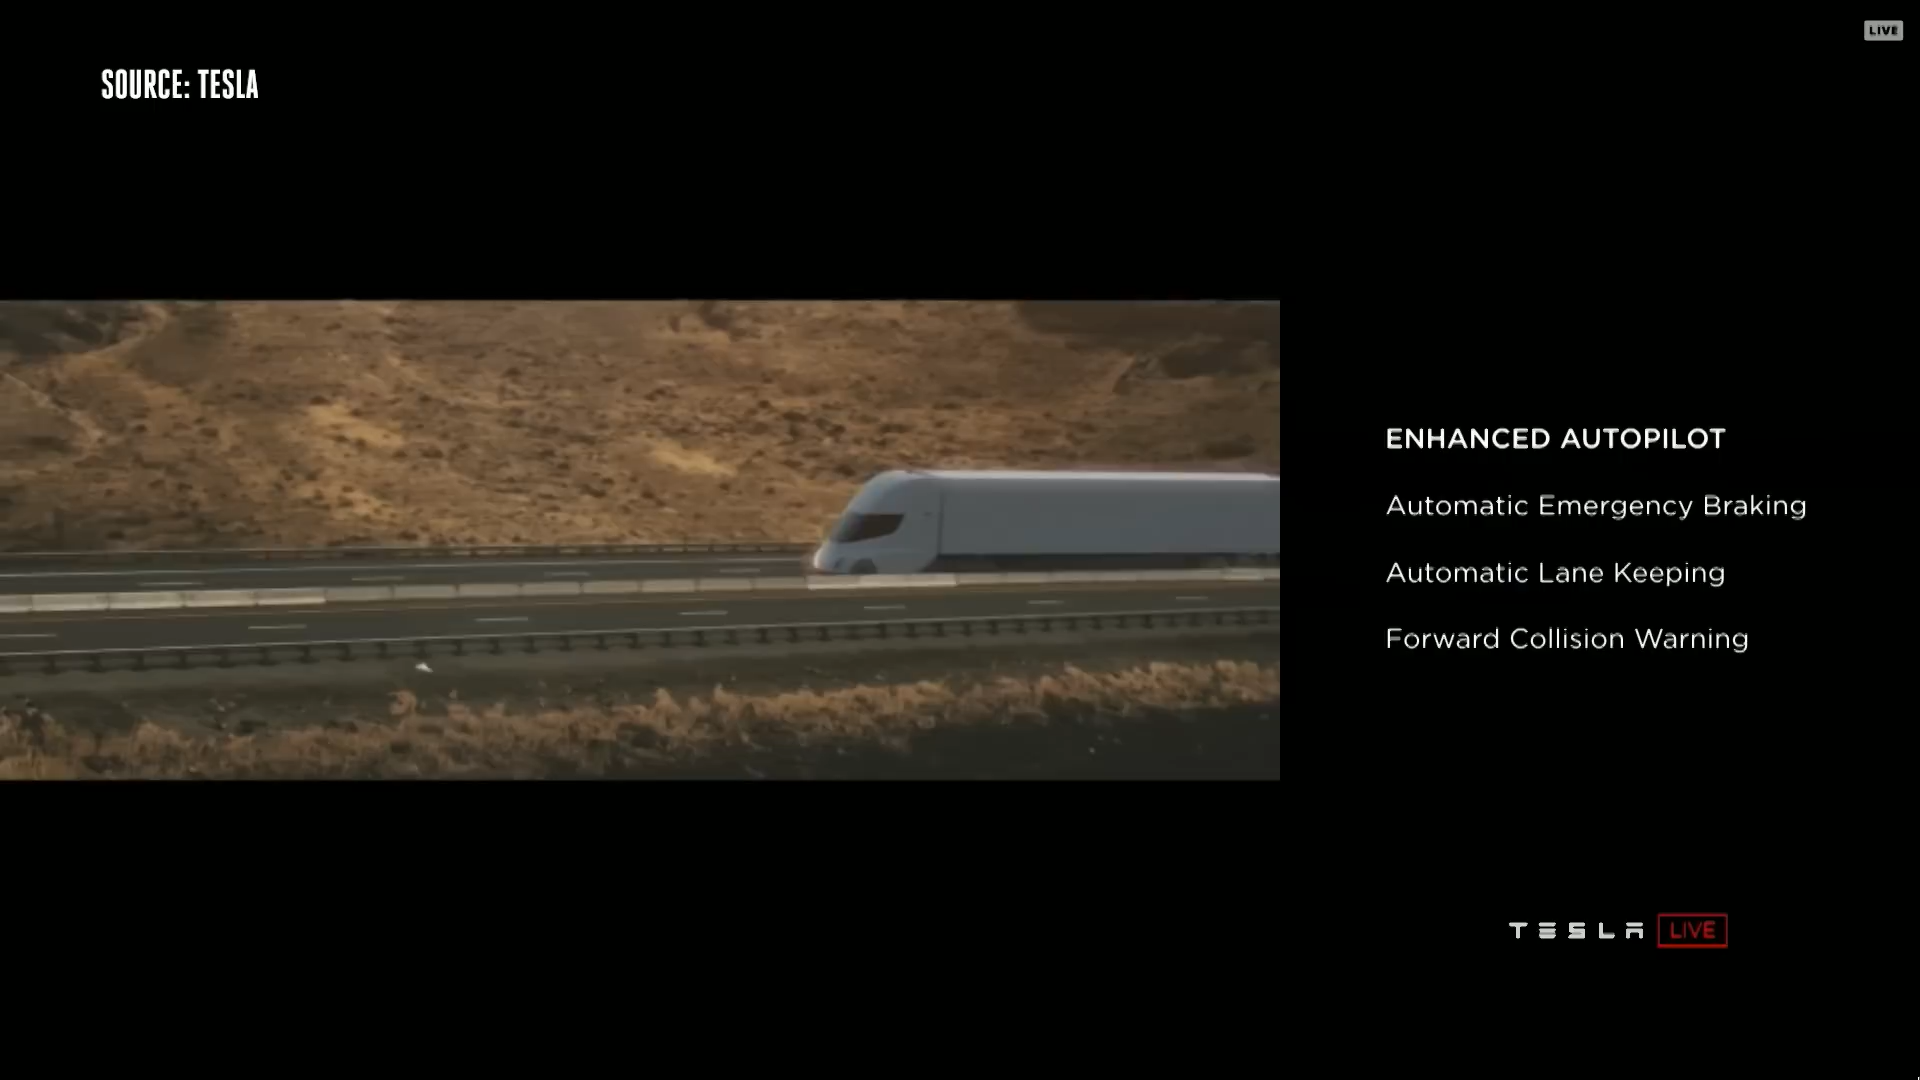 LIVE
SOURCE: TESLA
ENHANCED AUTOPILOT
Automatic Emergency Braking
Automatic Lane Keeping
Forward Collision Warning
TESLA LIVE